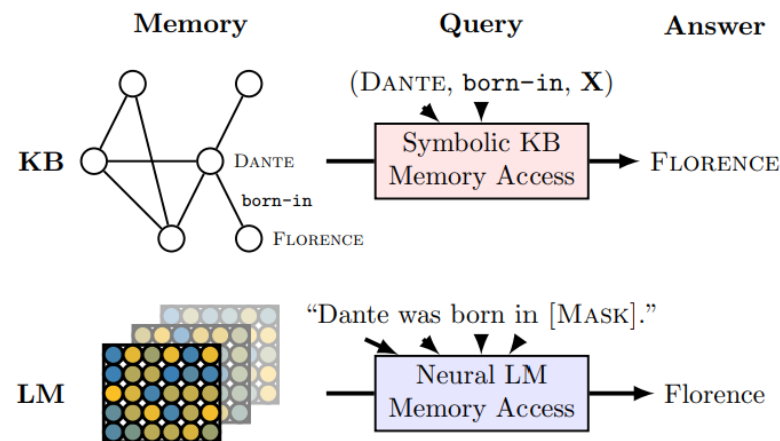 Memory Query Answer
(DANTE, born-in, X)
KB DANTE Symbolic KB
Memory Access FLORENCE
born-in
FLORENCE
“Dante was born in [MASK].”
LM Neural LM
Memory Access Florence